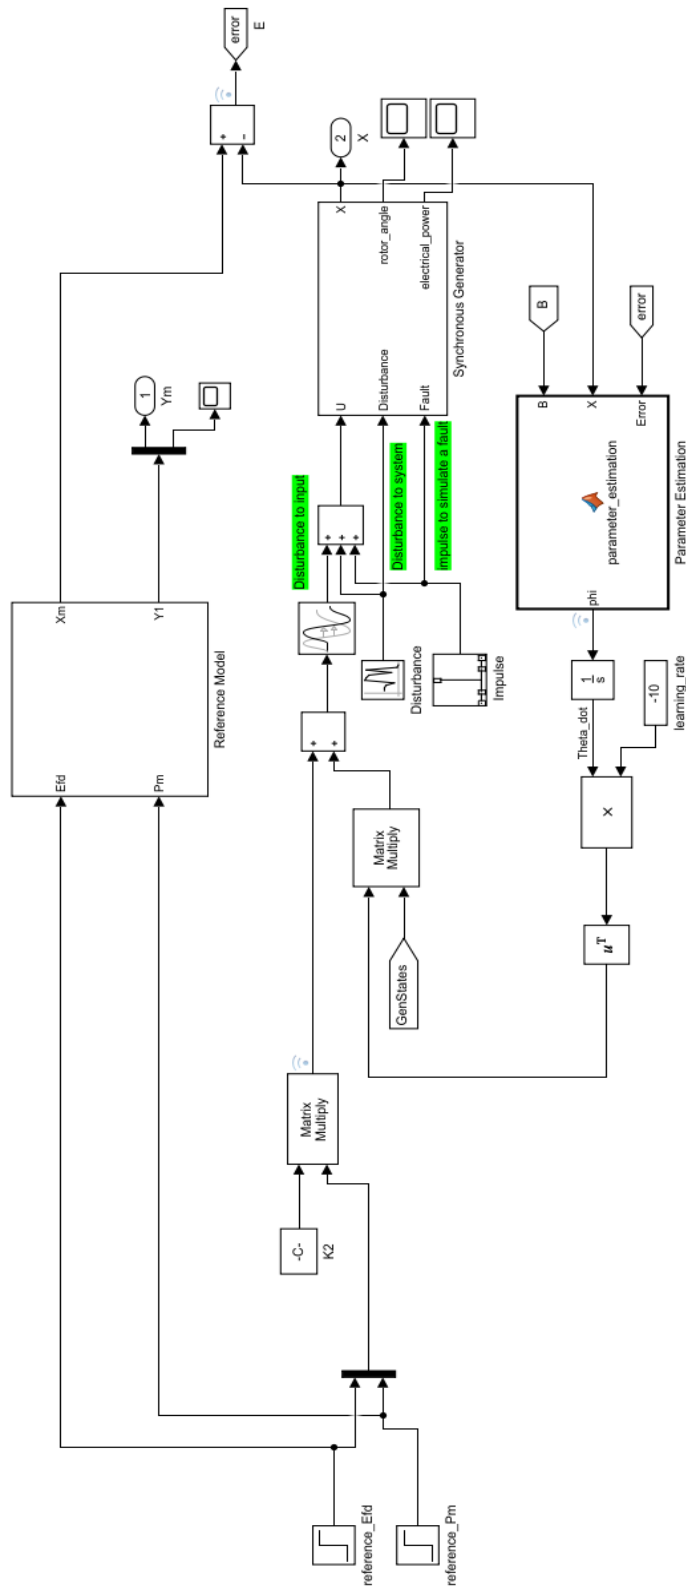 reference_Efd
reference_Pm
-C-
K2
Matrix
Multiply
GenStates
Matrix
Multiply
+
+
Efd
Pm
Xm
Y1
Reference Model
1
Ym
Disturbance to input
Disturbance
Impulse
+
+
+
Disturbance to system
impulse to simulate a fault
U
Disturbance
Fault
X
rotor_angle
electrical_power
Synchronous Generator
2
X
+
−
error
E
B
error
B
X
Error
phi
parameter_estimation
Parameter Estimation
1
s
Theta_dot
-10
learning_rate
×
uᵀ